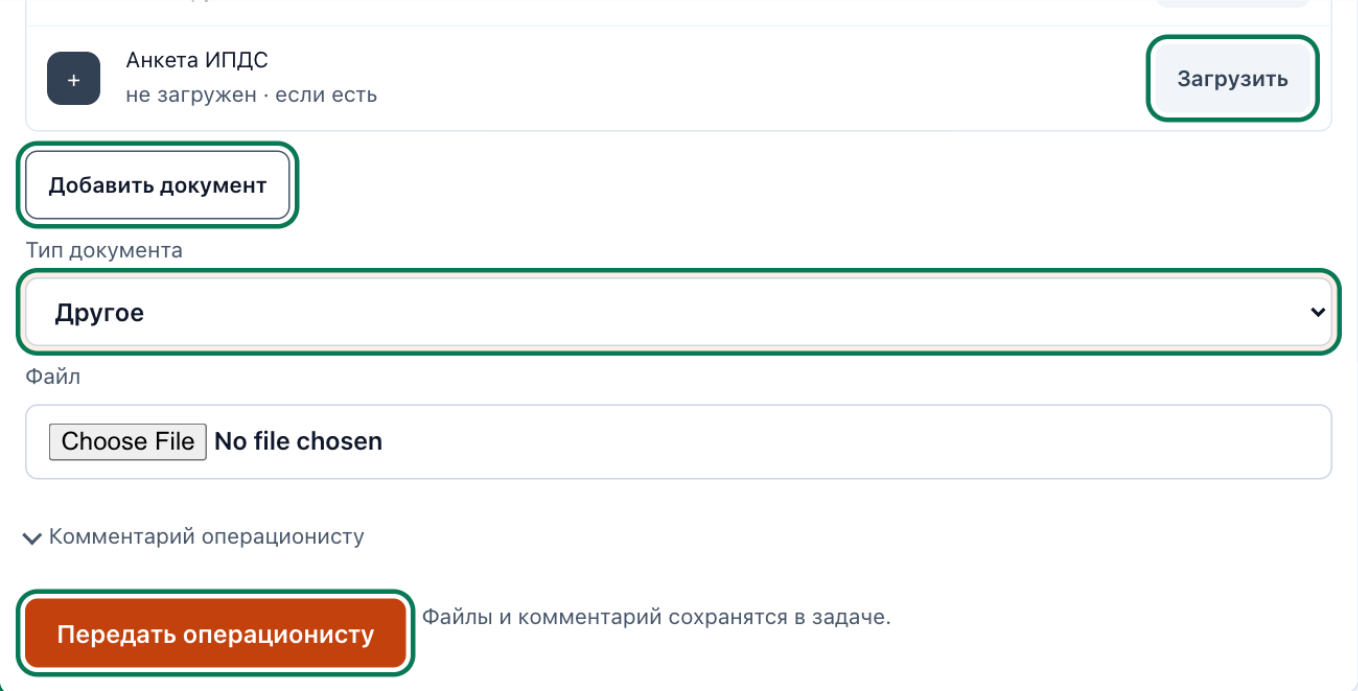 +
Анкета ИПДС
не загружен · если есть
Загрузить
Добавить документ
Тип документа
Другое
Файл
Choose File No file chosen
Комментарий операционисту
Передать операционисту
Файлы и комментарий сохранятся в задаче.